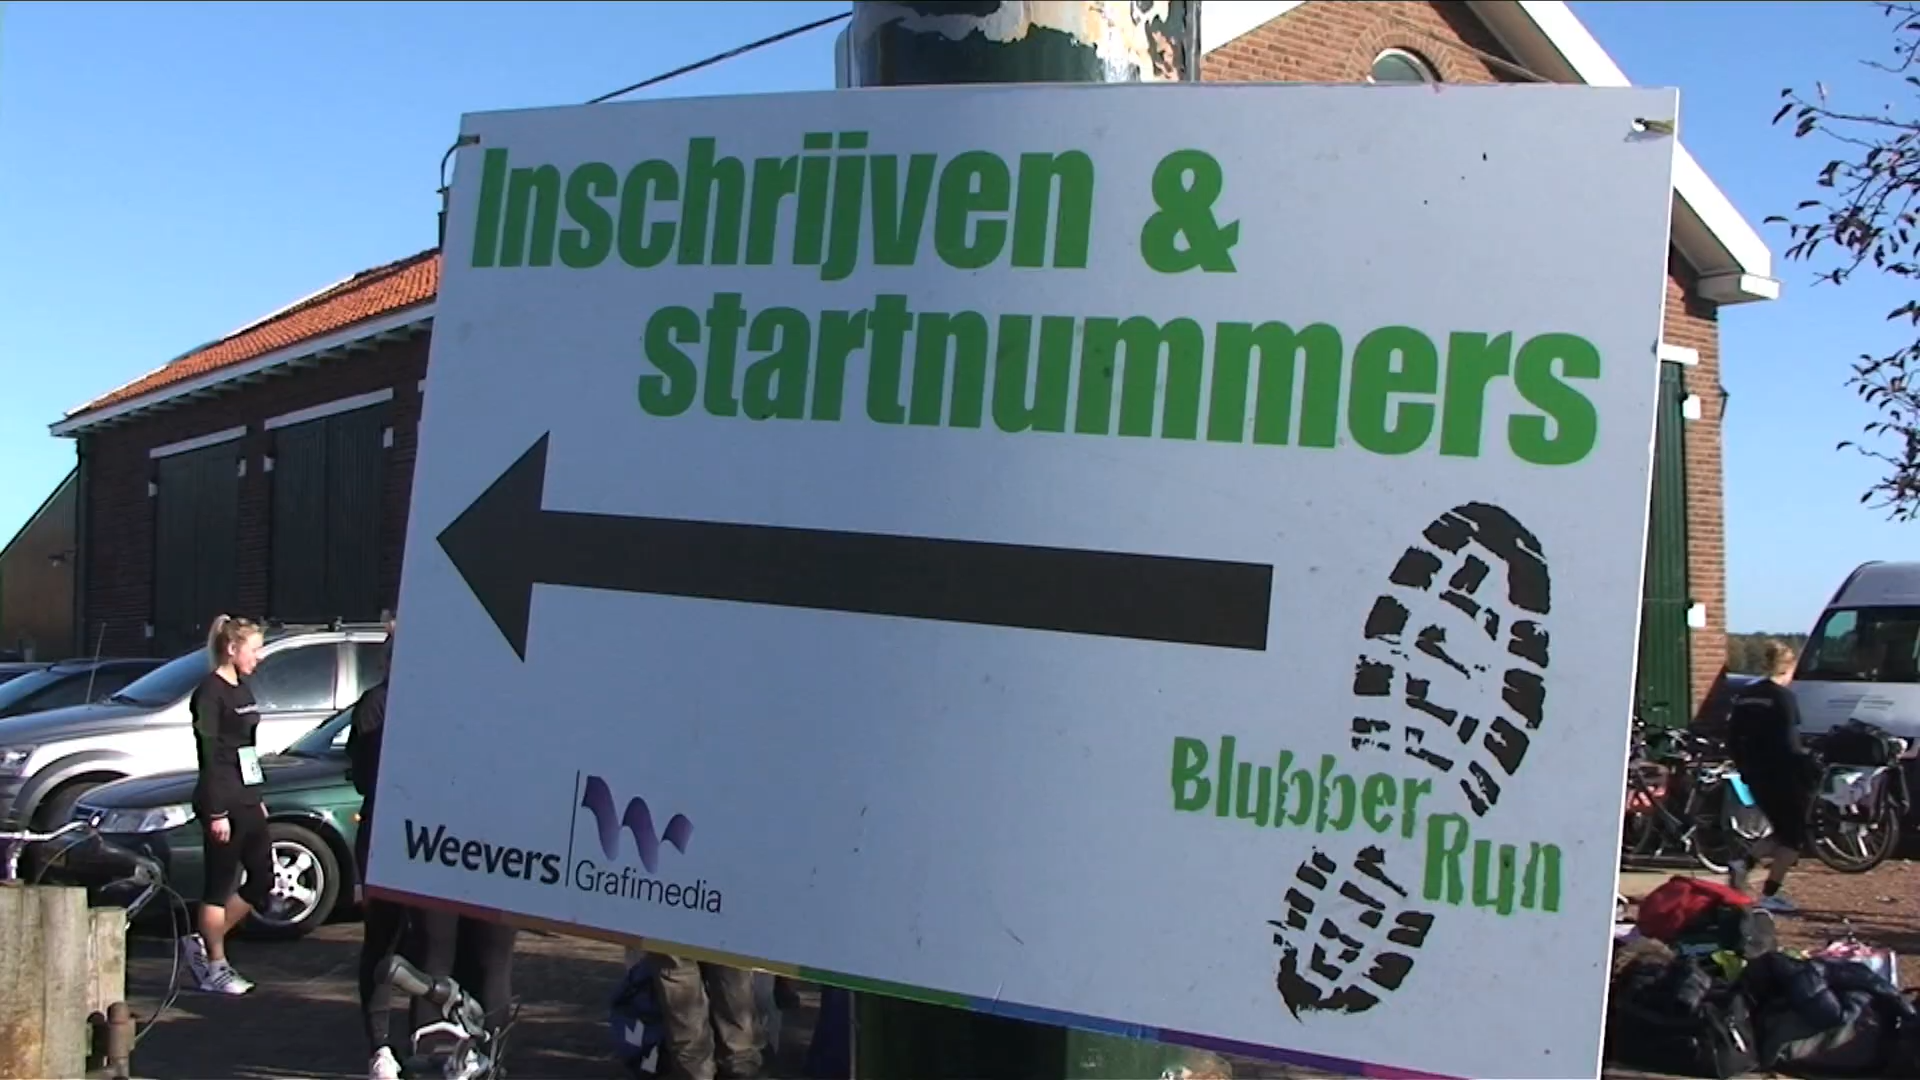 Inschrijven &
startnummers
Blubber
Run
Weevers
Grafimedia